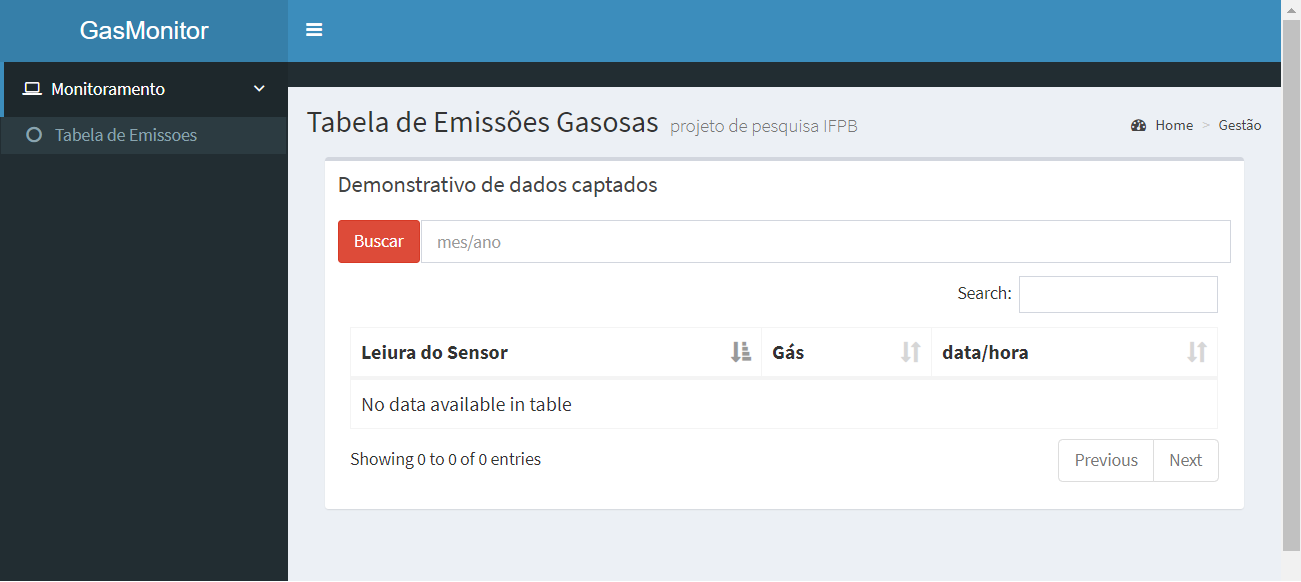 GasMonitor
Monitoramento
Tabela de Emissoes
Tabela de Emissões Gasosas projeto de pesquisa IFPB
Home > Gestão
Demonstrativo de dados captados
Buscar mes/ano
Search:
Leiura do Sensor Gás data/hora
No data available in table
Showing 0 to 0 of 0 entries
Previous Next